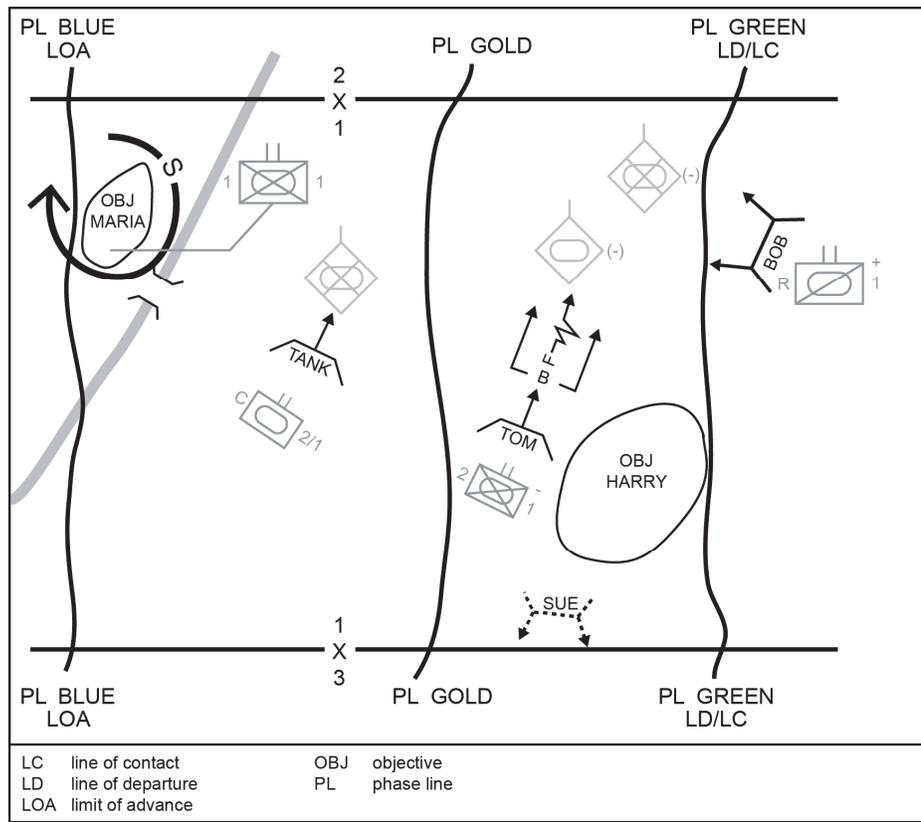 PL BLUE
LOA
PL GOLD
PL GREEN
LD/LC
2
X
1
S
OBJ
MARIA
1
1
(-)
(-)
BOB
R
+
1
TANK
C
2/1
F
B
TOM
2
-
1
OBJ
HARRY
SUE
1
X
3
PL BLUE
LOA
PL GOLD
PL GREEN
LD/LC
LC line of contact
LD line of departure
LOA limit of advance
OBJ objective
PL phase line